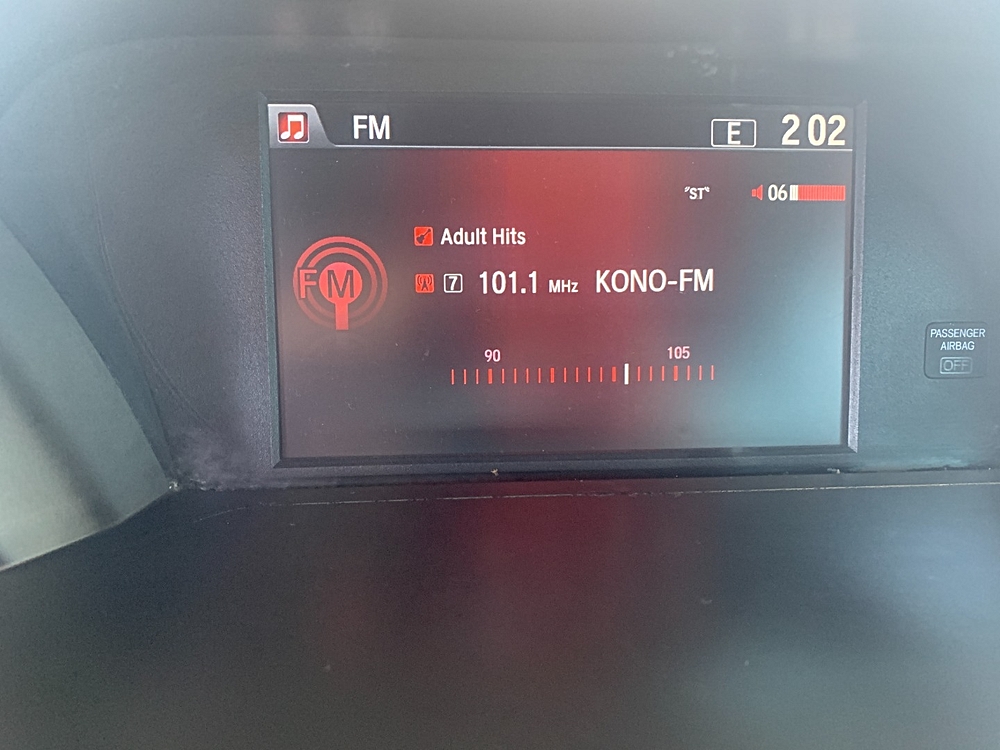 FM E 2 02
"ST" 06
Adult Hits
FM 7 101.1 MHz KONO-FM
90 105
PASSENGER
AIRBAG
OFF